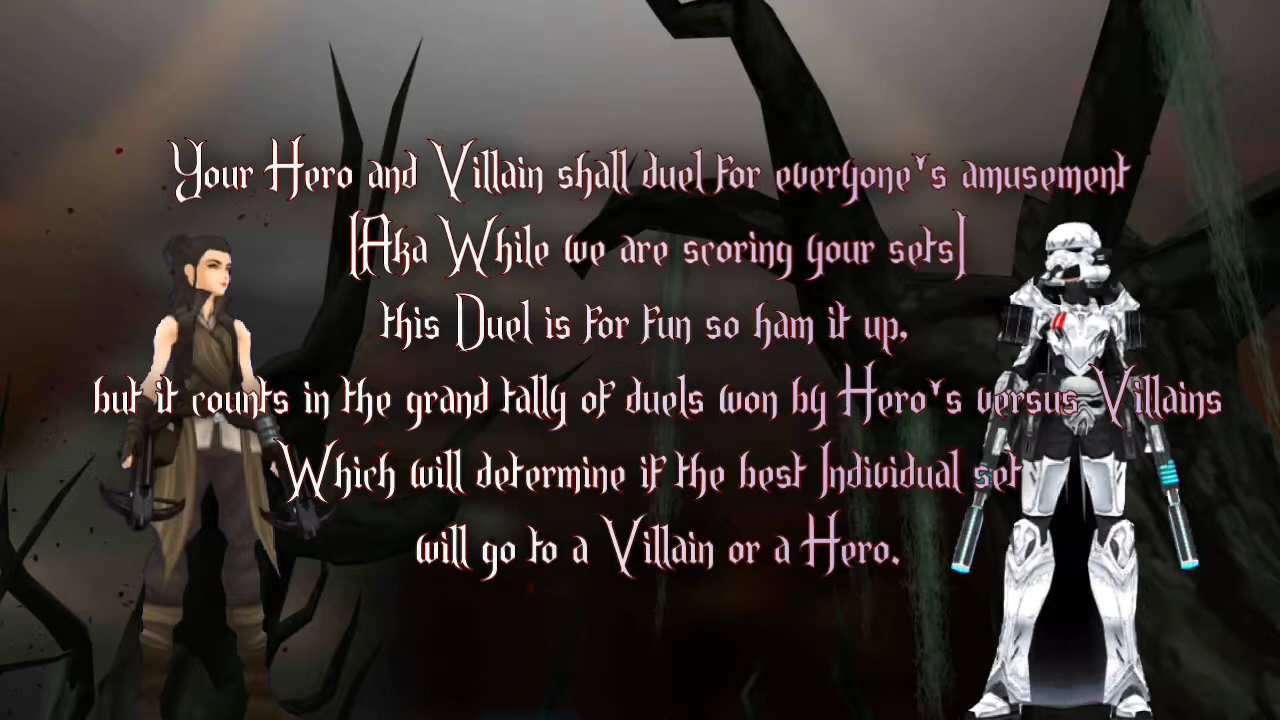 Your Hero and Villain shall duel for everyone's amusement
[Aka While we are scoring your sets]
this Duel is for fun so ham it up,
but it counts in the grand tally of duels won by Hero's versus Villains
Which will determine if the best Individual set
will go to a Villain or a Hero.